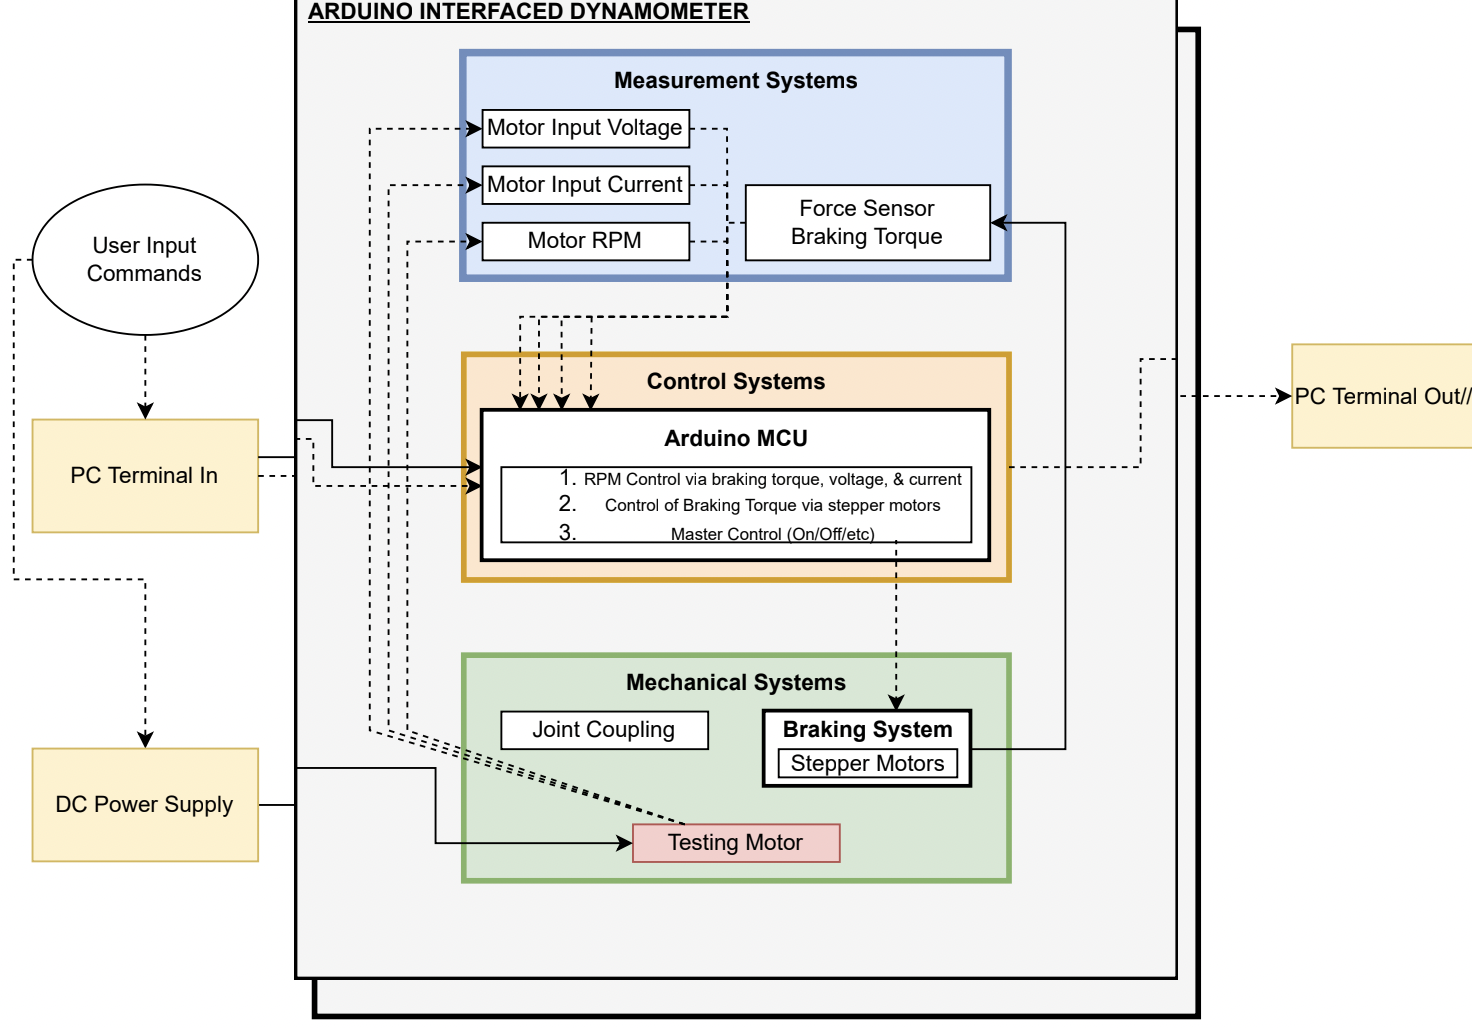 ARDUINO INTERFACED DYNAMOMETER
Measurement Systems
Motor Input Voltage
Motor Input Current
Motor RPM
Force Sensor
Braking Torque
User Input
Commands
PC Terminal In
DC Power Supply
Control Systems
Arduino MCU
1. RPM Control via braking torque, voltage, & current
2. Control of Braking Torque via stepper motors
3. Master Control (On/Off/etc)
Mechanical Systems
Joint Coupling
Braking System
Stepper Motors
Testing Motor
PC Terminal Out//